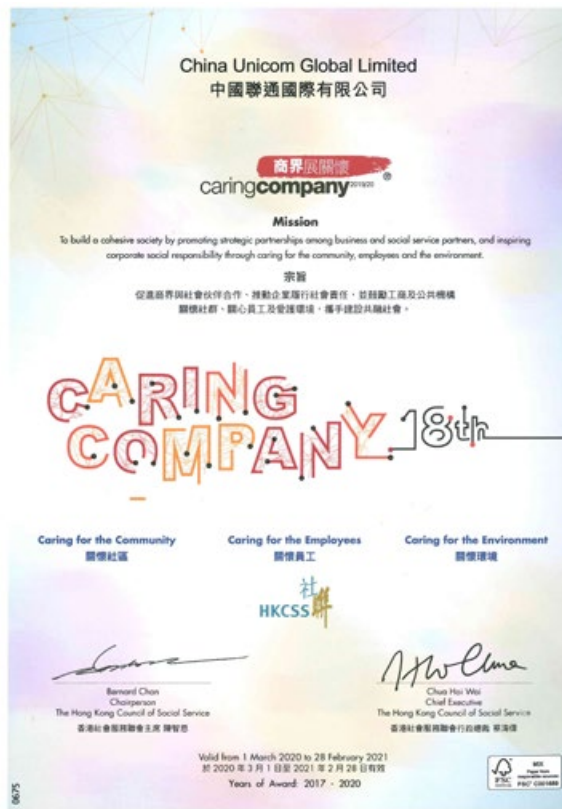 China Unicom Global Limited
中國聯通國際有限公司
商界展關懷
caringcompany 2019/20 ®
Mission
To build a cohesive society by promoting strategic partnerships among business and social service partners, and inspiring
corporate social responsibility through caring for the community, employees and the environment.
宗旨
促進商界與社會伙伴合作，推動企業履行社會責任，並鼓勵工商及公共機構
關懷社群、關心員工及愛護環境，攜手建設共融社會。
CARING
COMPANY 18th
Caring for the Community
關懷社區
Caring for the Employees
關懷員工
Caring for the Environment
關懷環境
HKCSS 社聯
Bernard Chan
Chairperson
The Hong Kong Council of Social Service
香港社會服務聯會主席 陳智思
Chua Hoi Wai
Chief Executive
The Hong Kong Council of Social Service
香港社會服務聯會行政總裁 蔡海偉
Valid from 1 March 2020 to 28 February 2021
於 2020 年 3 月 1 日至 2021 年 2 月 28 日有效
Years of Award: 2017 - 2020
0675
FSC
MIX
Paper from
responsible sources